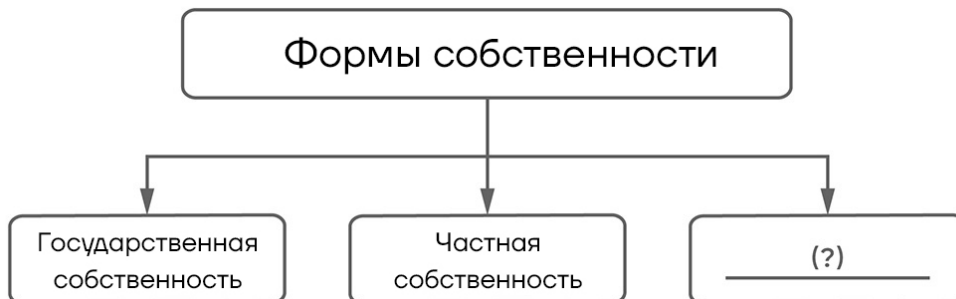 Формы собственности
Государственная
собственность
Частная
собственность
(?)